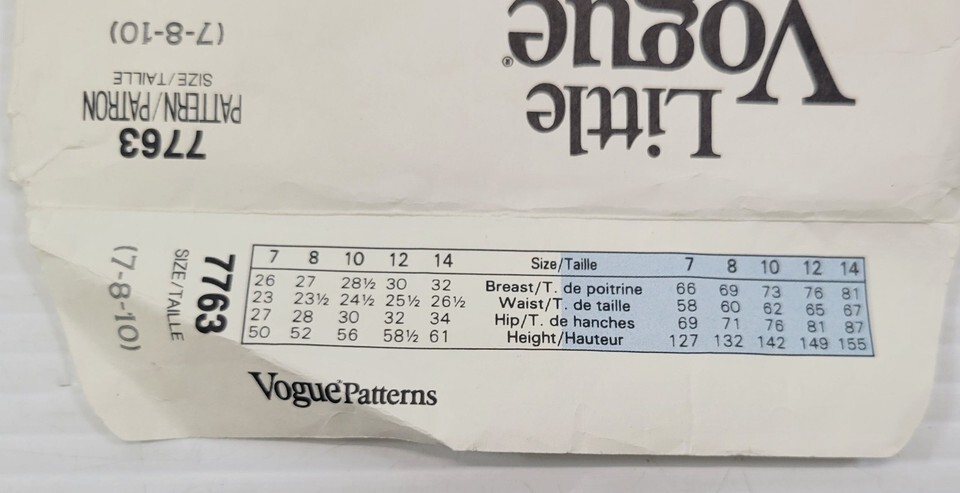 Little
Vogue®
7763
PATTERN/PATRON
SIZE/TAILLE
(7-8-10)
7763
SIZE/TAILLE
(7-8-10)
7 8 10 12 14 Size/Taille 7 8 10 12 14
26 27 28½ 30 32 Breast/T. de poitrine 66 69 73 76 81
23 23½ 24½ 25½ 26½ Waist/T. de taille 58 60 62 65 67
27 28 30 32 34 Hip/T. de hanches 69 71 76 81 87
50 52 56 58½ 61 Height/Hauteur 127 132 142 149 155
Vogue Patterns